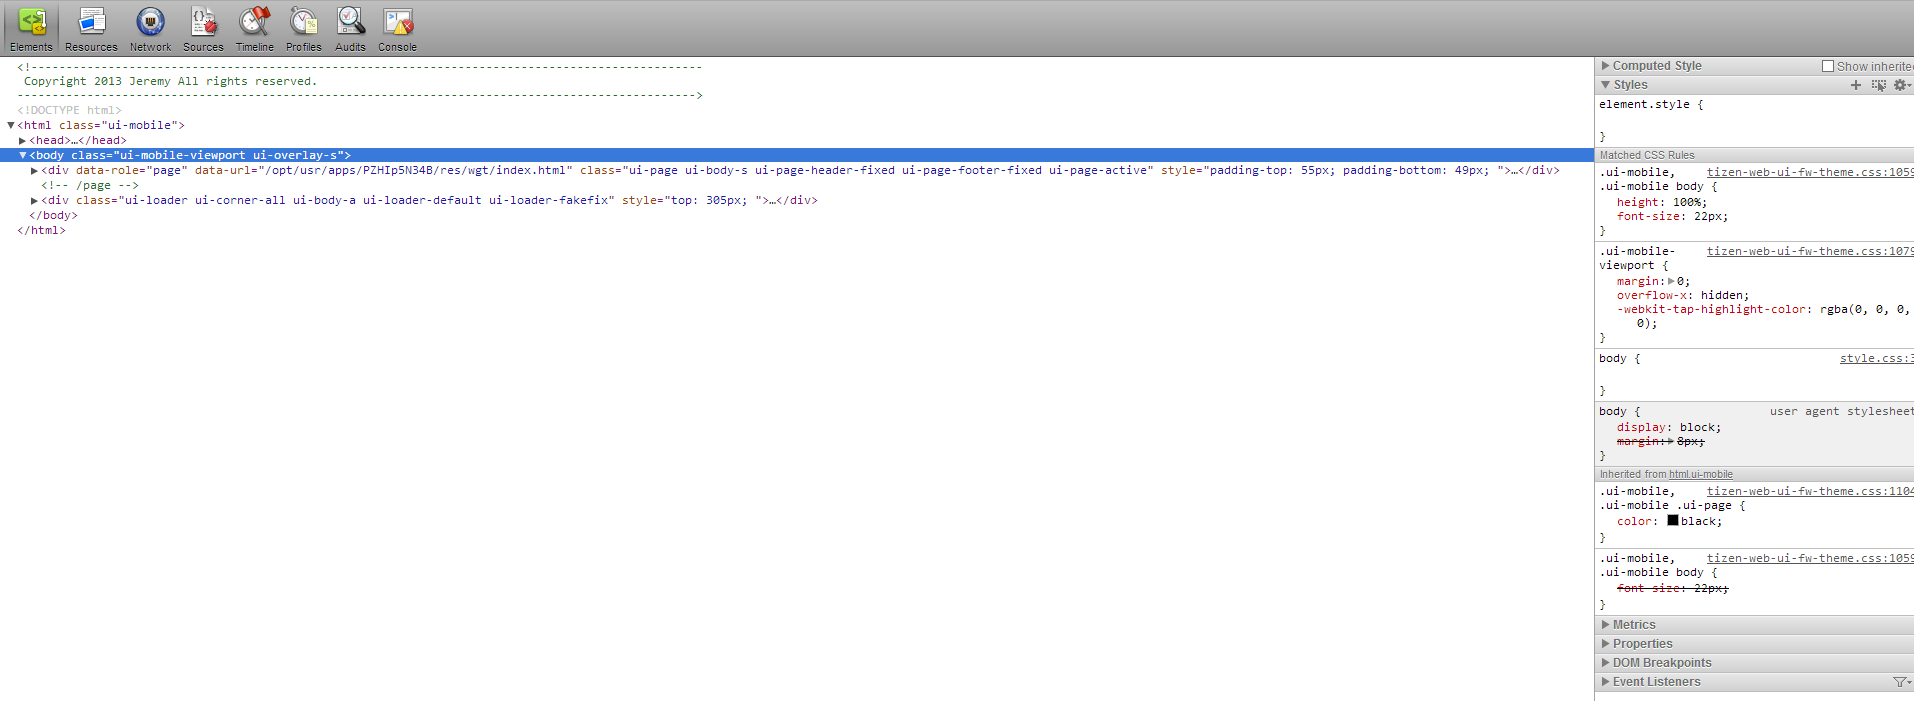 Elements Resources Network Sources Timeline Profiles Audits Console
<!------------------------------------------------------------------------------------------------
Copyright 2013 Jeremy All rights reserved.
------------------------------------------------------------------------------------------------->
<!DOCTYPE html>
<html class="ui-mobile">
<head>…</head>
<body class="ui-mobile-viewport ui-overlay-s">
<div data-role="page" data-url="/opt/usr/apps/PZHIp5N34B/res/wgt/index.html" class="ui-page ui-body-s ui-page-header-fixed ui-page-footer-fixed ui-page-active" style="padding-top: 55px; padding-bottom: 49px; ">…</div>
<!-- /page -->
<div class="ui-loader ui-corner-all ui-body-a ui-loader-default ui-loader-fakefix" style="top: 305px; ">…</div>
</body>
</html>
Computed Style Show inherite
Styles
element.style {
}
Matched CSS Rules
.ui-mobile, tizen-web-ui-fw-theme.css:1059
.ui-mobile body {
height: 100%;
font-size: 22px;
}
.ui-mobile- tizen-web-ui-fw-theme.css:1079
viewport {
margin: 0;
overflow-x: hidden;
-webkit-tap-highlight-color: rgba(0, 0, 0,
0);
}
body { style.css:3
}
body { user agent stylesheet
display: block;
margin: 8px;
}
Inherited from html.ui-mobile
.ui-mobile, tizen-web-ui-fw-theme.css:1104
.ui-mobile .ui-page {
color: black;
}
.ui-mobile, tizen-web-ui-fw-theme.css:1059
.ui-mobile body {
font-size: 22px;
}
Metrics
Properties
DOM Breakpoints
Event Listeners